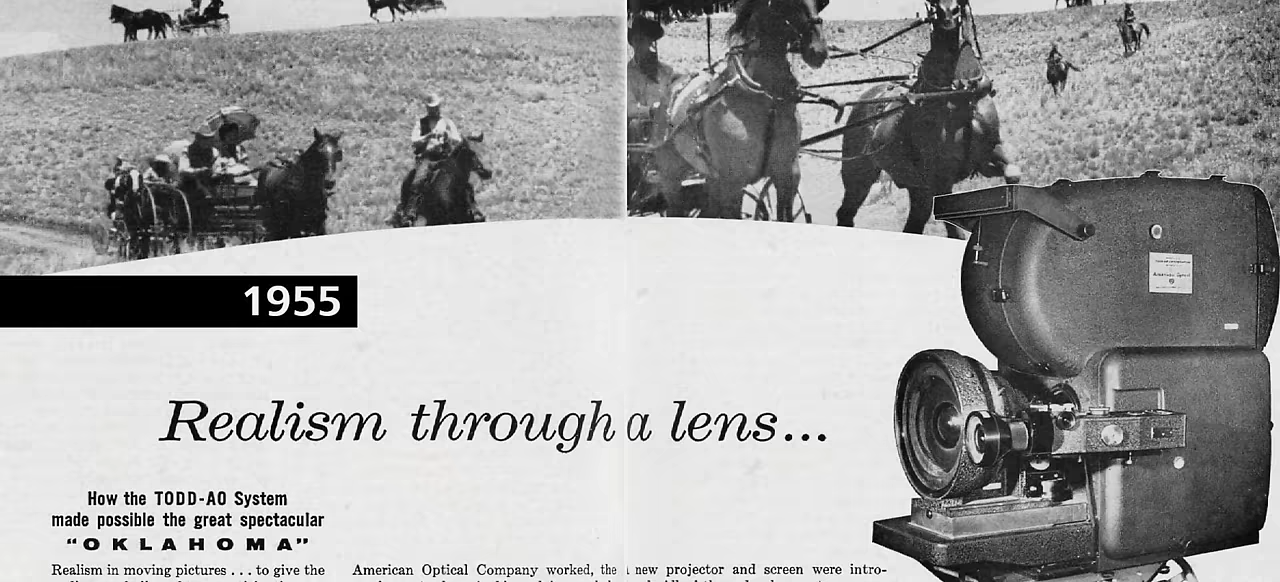 1955
Realism through a lens...
How the TODD-AO System
made possible the great spectacular
“OKLAHOMA”
Realism in moving pictures . . . to give the
American Optical Company worked, the new projector and screen were intro-